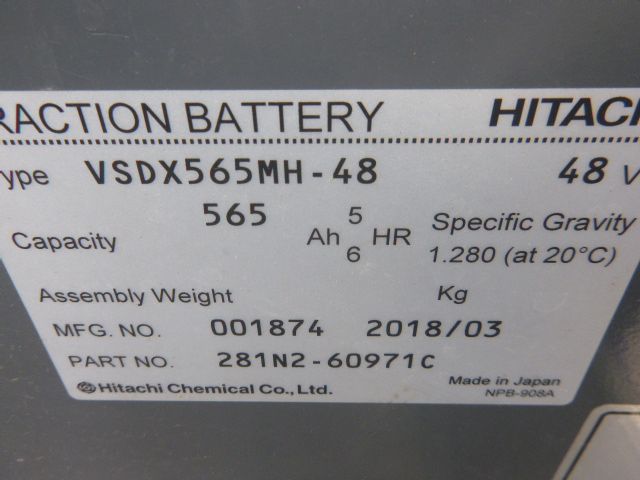 RACTION BATTERY HITACH
ype VSDX565MH-48 48 V
Capacity 565 Ah 5 HR Specific Gravity
6 1.280 (at 20°C)
Assembly Weight Kg
MFG. NO. 001874 2018/03
PART NO. 281N2-60971C
Hitachi Chemical Co., Ltd. Made in Japan
NPB-908A